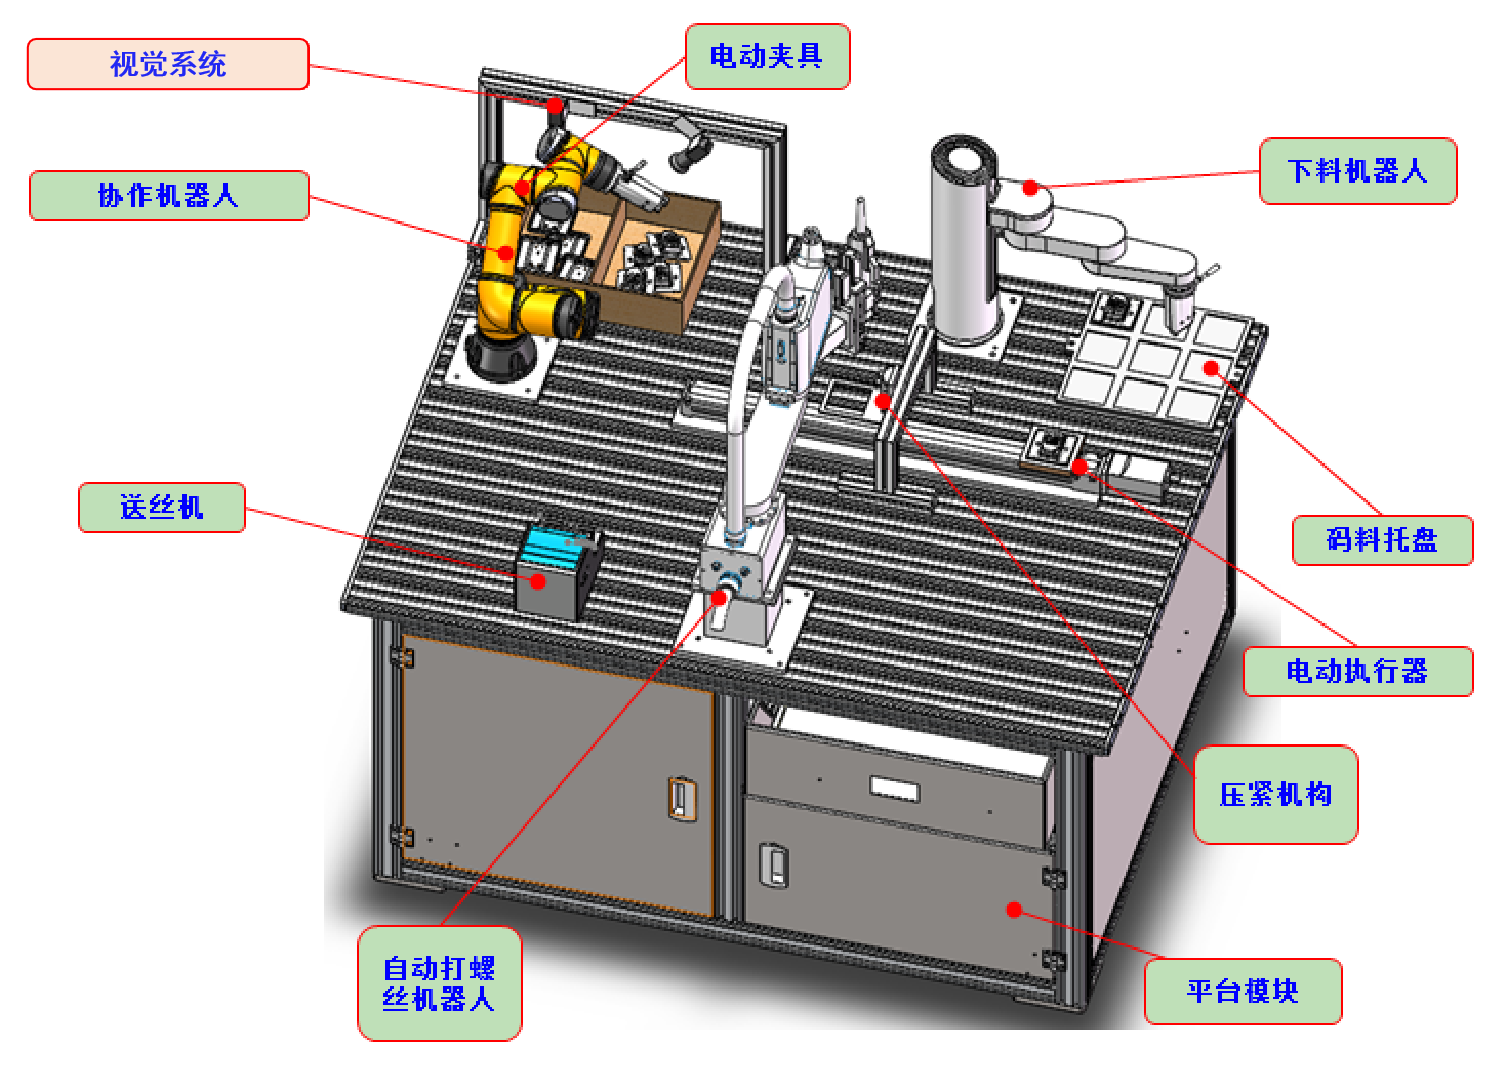 视觉系统
电动夹具
下料机器人
协作机器人
送丝机
码料托盘
电动执行器
压紧机构
自动打螺
丝机器人
平台模块